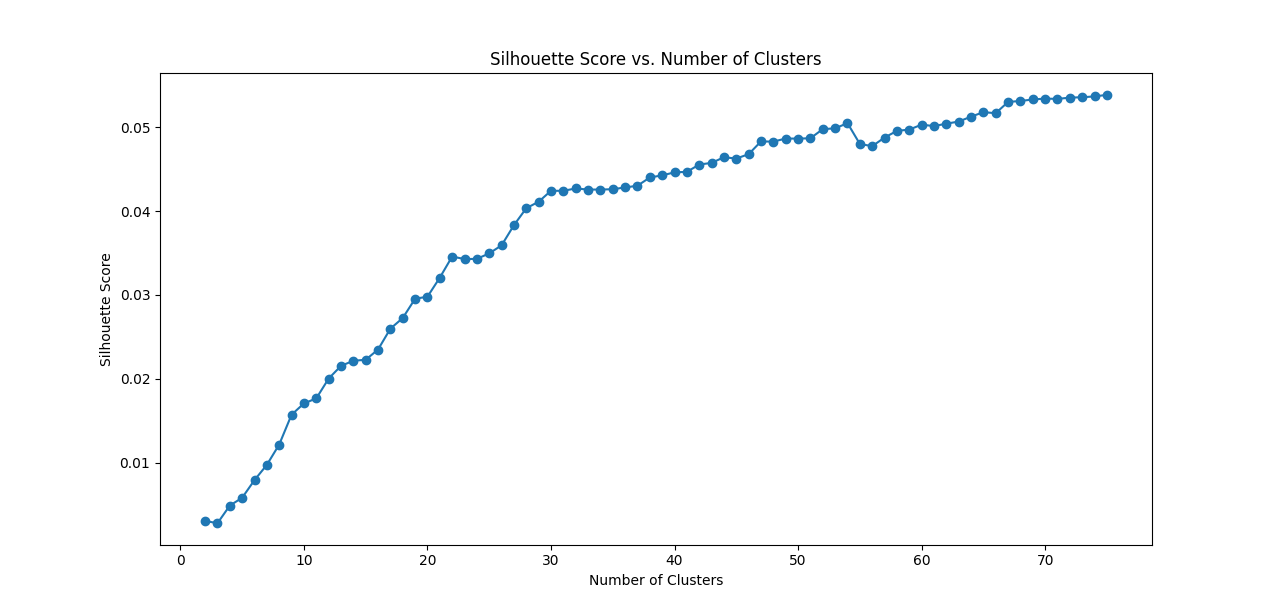 Silhouette Score vs. Number of Clusters
Silhouette Score
0.05
0.04
0.03
0.02
0.01
0 10 20 30 40 50 60 70
Number of Clusters